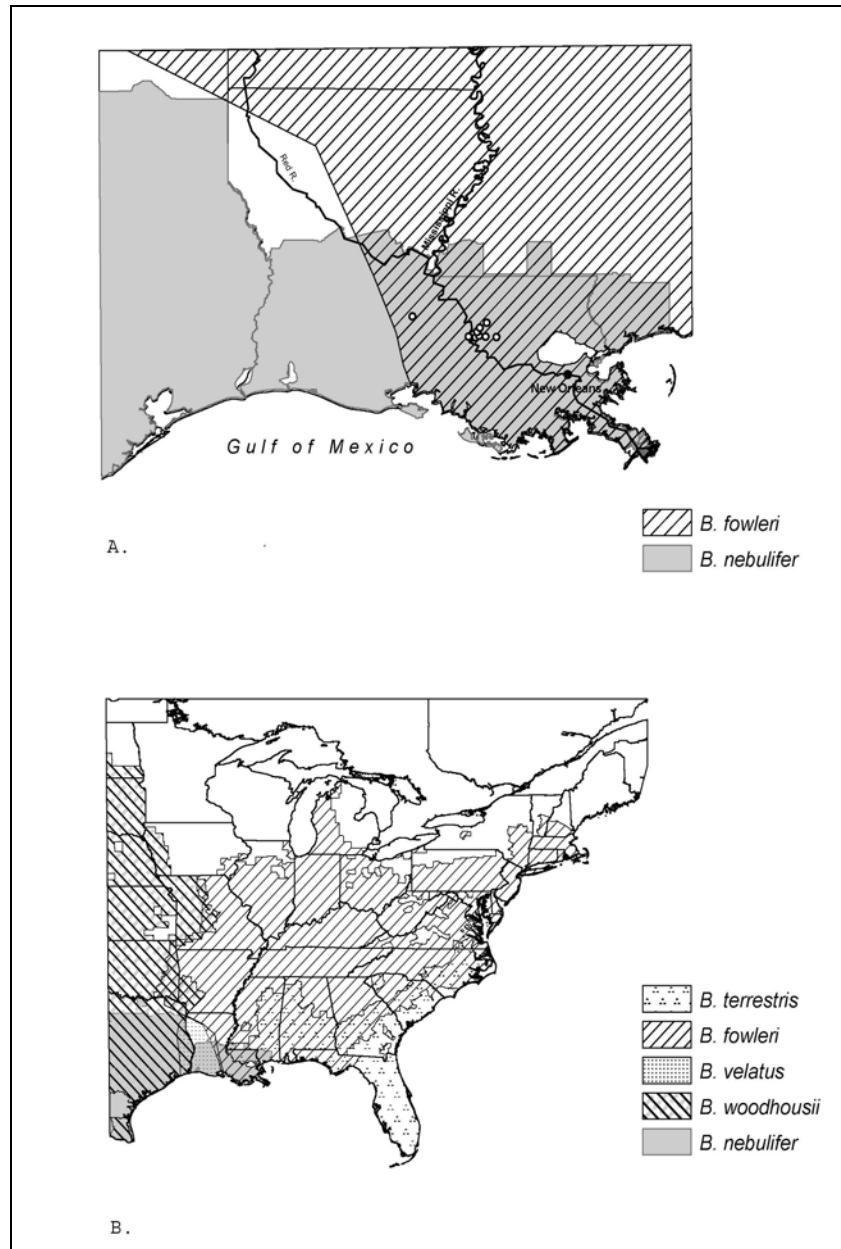 Red R.
Mississippi R.
New Orleans
Gulf of Mexico
B. fowleri
B. nebulifer
A.
B. terrestris
B. fowleri
B. velatus
B. woodhousii
B. nebulifer
B.